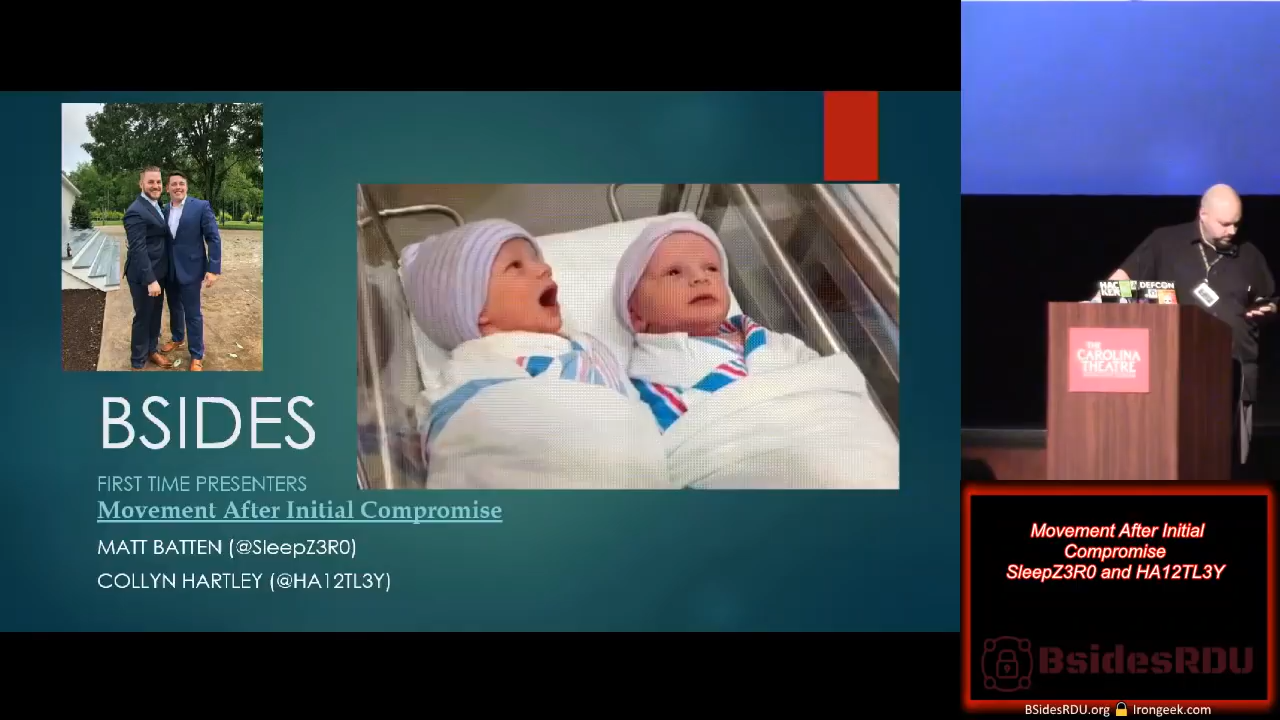 BSIDES
FIRST TIME PRESENTERS
Movement After Initial Compromise
MATT BATTEN (@SleepZ3R0)
COLLYN HARTLEY (@HA12TL3Y)
DEFCON
THE
CAROLINA
THEATRE
Movement After Initial
Compromise
SleepZ3R0 and HA12TL3Y
BsidesRDU
BSidesRDU.org Irongeek.com